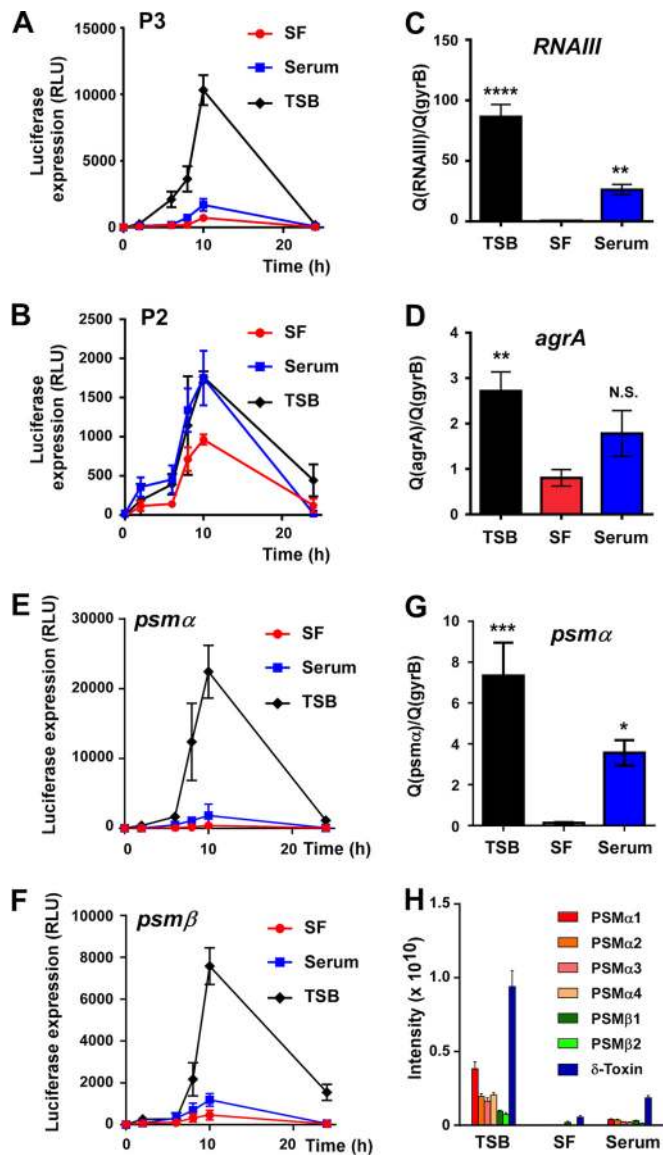 A P3
SF
Serum
TSB
Luciferase
expression (RLU)
15000
10000
5000
0
0 10 20
Time (h)
C RNAIII
Q(RNAIII)/Q(gyrB)
150
100
50
0
****
**
TSB SF Serum
B P2
SF
Serum
TSB
Luciferase
expression (RLU)
2500
2000
1500
1000
500
0
0 10 20
Time (h)
D agrA
Q(agrA)/Q(gyrB)
4
3
2
1
0
**
N.S.
TSB SF Serum
E psmα
SF
Serum
TSB
Luciferase expression (RLU)
30000
20000
10000
0
0 10 20 Time (h)
G psmα
Q(psmα)/Q(gyrB)
10
8
6
4
2
0
***
*
TSB SF Serum
F psmβ
SF
Serum
TSB
Luciferase expression (RLU)
10000
8000
6000
4000
2000
0
0 10 20
Time (h)
H
Intensity (x 10¹⁰)
1.5
1.0
0.5
0
PSMα1
PSMα2
PSMα3
PSMα4
PSMβ1
PSMβ2
δ-Toxin
TSB SF Serum